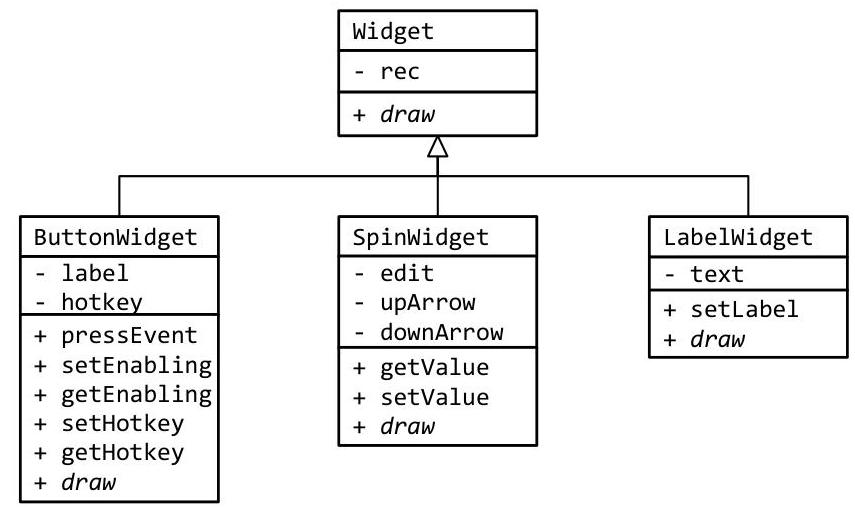 Widget
- rec
+ draw
ButtonWidget
- label
- hotkey
+ pressEvent
+ setEnabling
+ getEnabling
+ setHotkey
+ getHotkey
+ draw
SpinWidget
- edit
- upArrow
- downArrow
+ getValue
+ setValue
+ draw
LabelWidget
- text
+ setLabel
+ draw